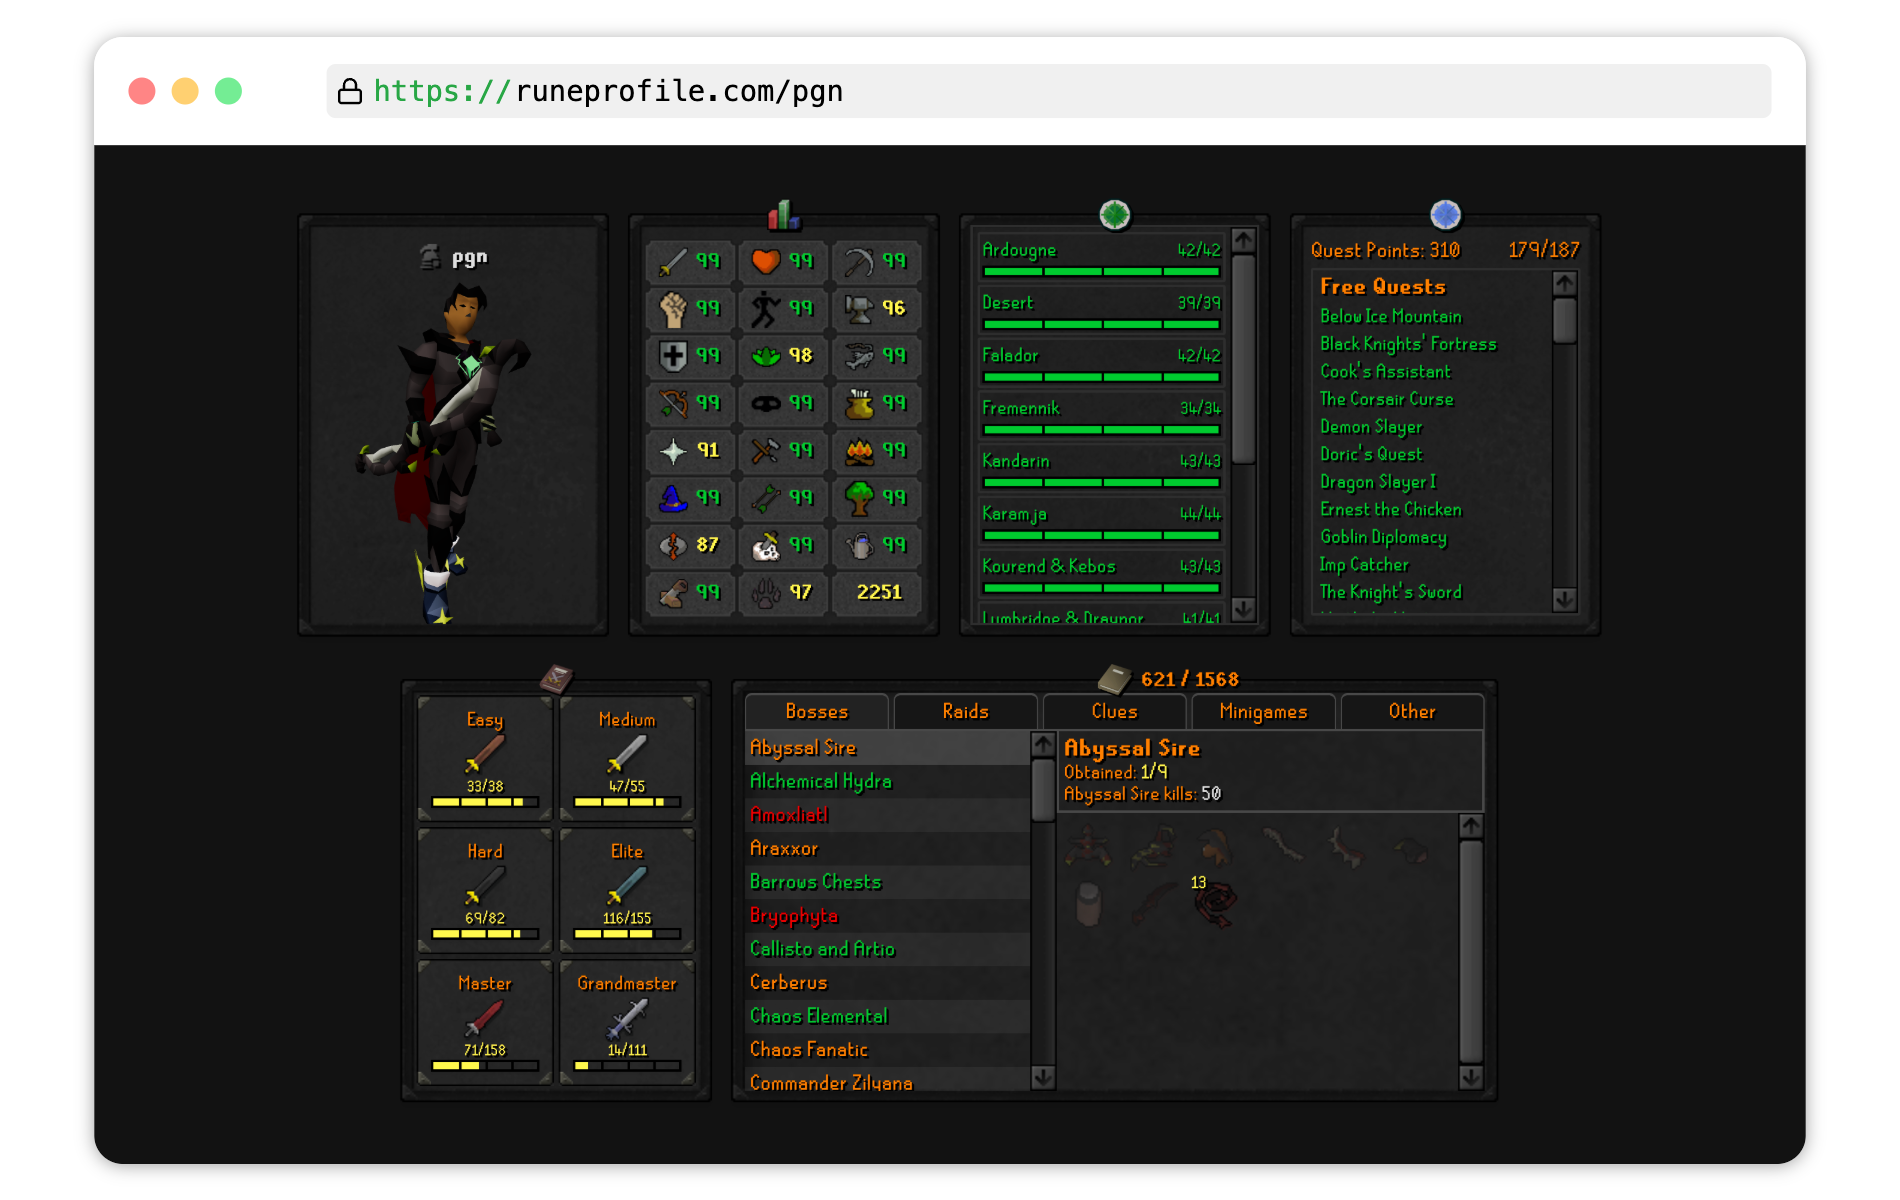 https://runeprofile.com/pgn
pgn
99 99 99
99 99 96
99 98 99
99 99 99
91 99 99
99 99 99
87 99 99
99 97 2251
Ardougne 42/42
Desert 39/39
Falador 42/42
Fremennik 34/34
Kandarin 43/43
Karamja 44/44
Kourend & Kebos 43/43
Lumbridge & Draynor 41/41
Quest Points: 310 179/187
Free Quests
Below Ice Mountain
Black Knights' Fortress
Cook's Assistant
The Corsair Curse
Demon Slayer
Doric's Quest
Dragon Slayer I
Ernest the Chicken
Goblin Diplomacy
Imp Catcher
The Knight's Sword
Easy Medium
33/38 47/55
Hard Elite
69/82 116/155
Master Grandmaster
71/158 14/111
621 / 1568
Bosses Raids Clues Minigames Other
Abyssal Sire
Alchemical Hydra
Amoxliatl
Araxxor
Barrows Chests
Bryophyta
Callisto and Artio
Cerberus
Chaos Elemental
Chaos Fanatic
Commander Zilyana
Abyssal Sire
Obtained: 1/9
Abyssal Sire kills: 50
13